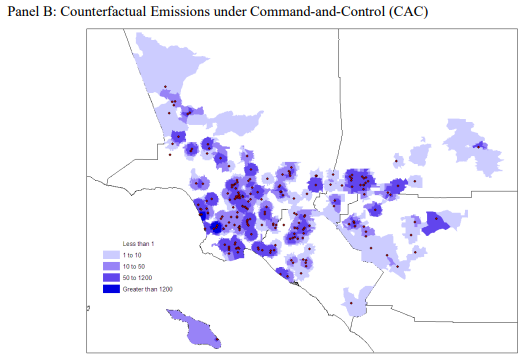 Panel B: Counterfactual Emissions under Command-and-Control (CAC)
Less than 1
1 to 10
10 to 50
50 to 1200
Greater than 1200